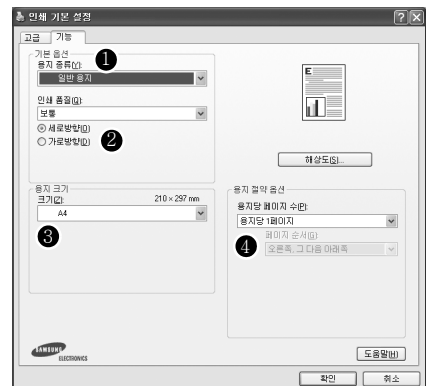 인쇄 기본 설정
고급 기능
기본 옵션
용지 종류(Y):
❶
일반 용지
인쇄 품질(Q):
보통
세로방향(O)
가로방향(D)
❷
E
해상도(S)...
용지 크기
크기(Z): 210 × 297 mm
A4
❸
용지 절약 옵션
용지당 페이지 수(P):
용지당 1페이지
❹
페이지 순서(G):
오른쪽, 그 다음 아래쪽
SAMSUNG
ELECTRONICS
도움말(H)
확인 취소